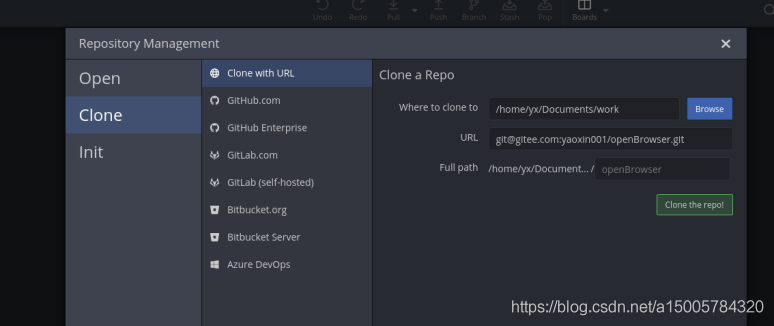 Undo Redo Pull Push Branch Stash Pop Boards
Repository Management
Open
Clone
Init
Clone with URL
GitHub.com
GitHub Enterprise
GitLab.com
GitLab (self-hosted)
Bitbucket.org
Bitbucket Server
Azure DevOps
Clone a Repo
Where to clone to /home/yx/Documents/work Browse
URL git@gitee.com:yaoxin001/openBrowser.git
Full path /home/yx/Document... / openBrowser
Clone the repo!
https://blog.csdn.net/a15005784320